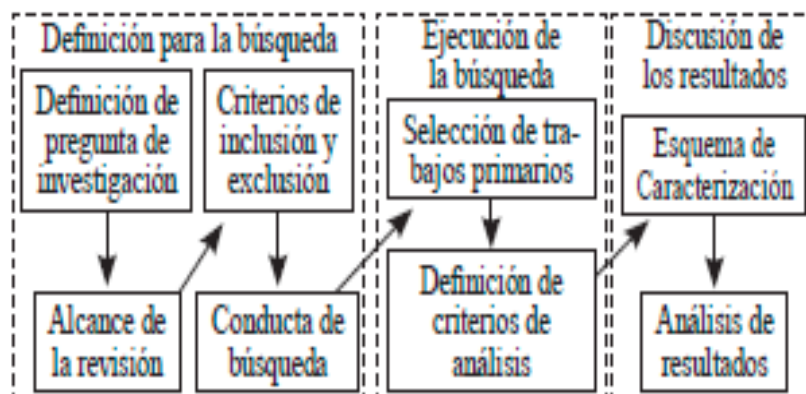 Definición para la búsqueda
Definición de
pregunta de
investigación
Alcance de
la revisión
Criterios de
inclusión y
exclusión
Conducta de
búsqueda
Ejecución de
la búsqueda
Selección de tra-
bajos primarios
Definición de
criterios de
análisis
Discusión de
los resultados
Esquema de
Caracterización
Análisis de
resultados